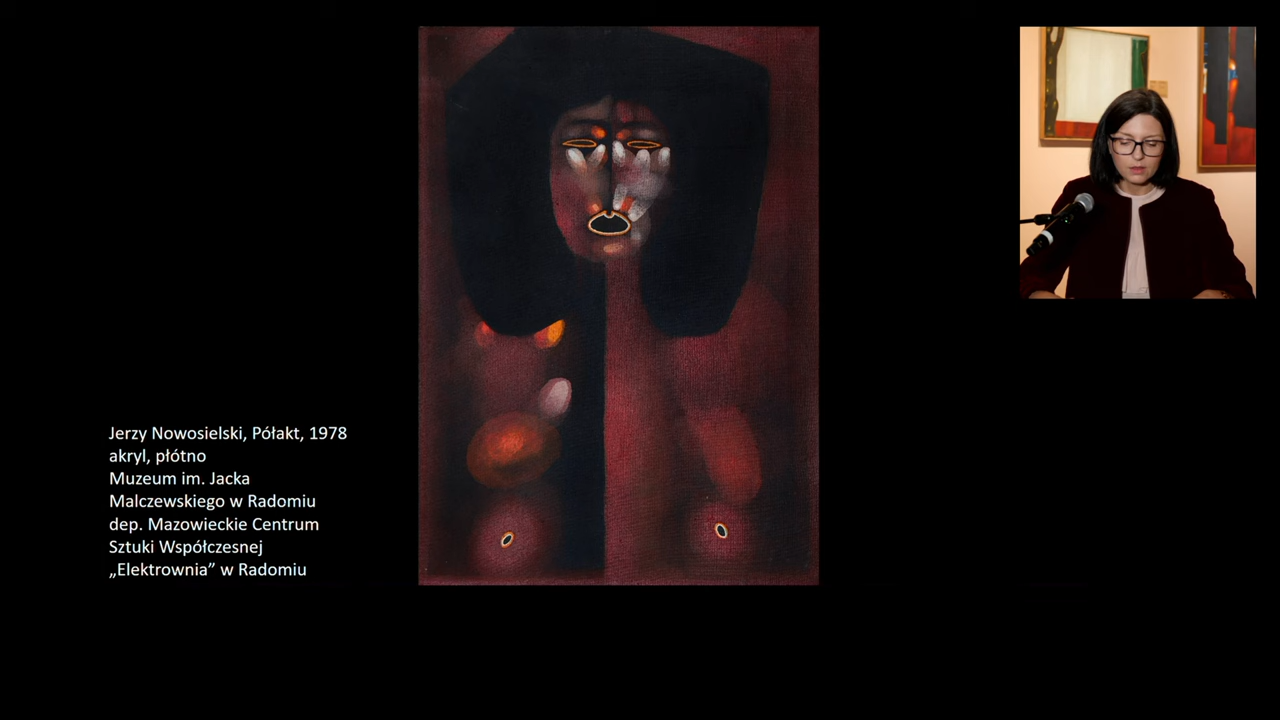 Jerzy Nowosielski, Półakt, 1978
akryl, płótno
Muzeum im. Jacka
Malczewskiego w Radomiu
dep. Mazowieckie Centrum
Sztuki Współczesnej
„Elektrownia” w Radomiu